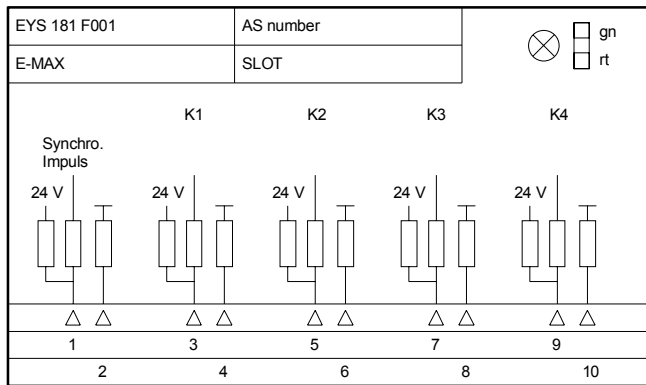 EYS 181 F001 AS number gn
E-MAX SLOT rt
K1 K2 K3 K4
Synchro.
Impuls
24 V 24 V 24 V 24 V 24 V
1 3 5 7 9
2 4 6 8 10